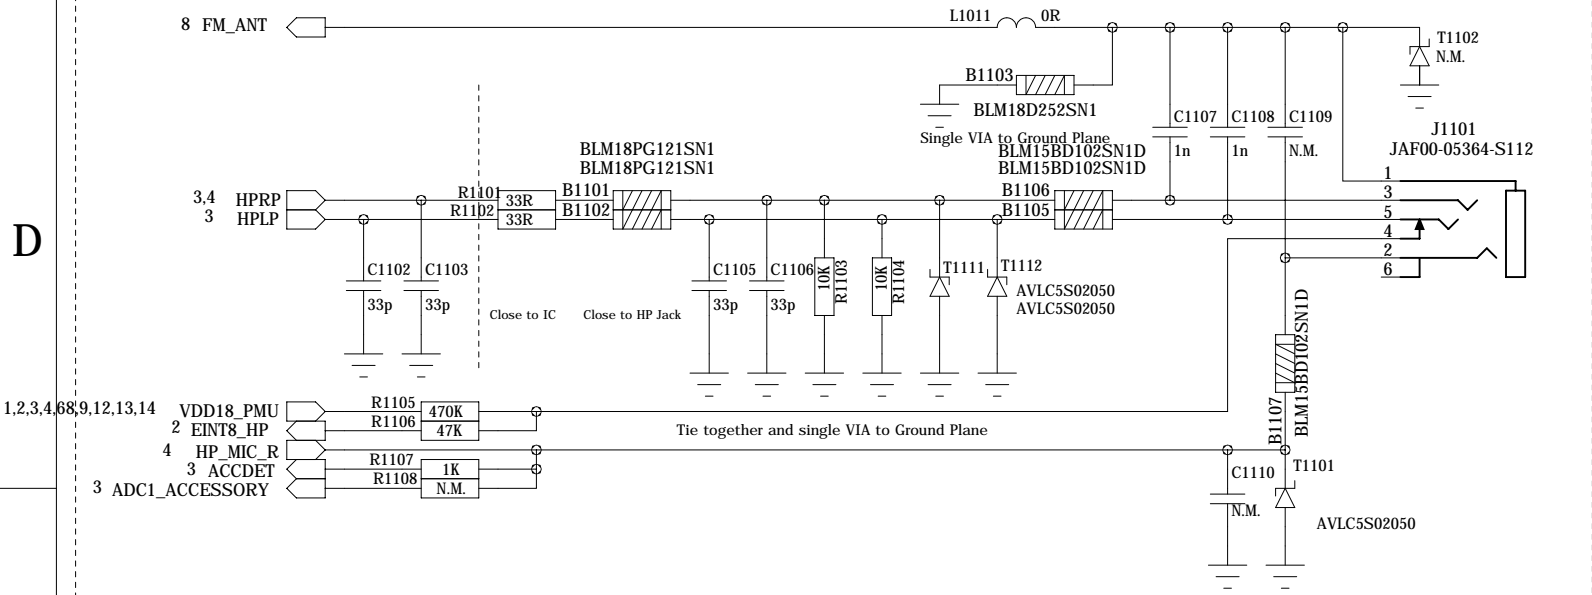 8 FM_ANT
L1011 0R
T1102
N.M.
B1103
BLM18D252SN1
Single VIA to Ground Plane
C1107
1n
C1108
1n
C1109
N.M.
J1101
JAF00-05364-S112
BLM18PG121SN1
BLM18PG121SN1
BLM15BD102SN1D
BLM15BD102SN1D
3,4 HPRP
R1101
33R
B1101
B1106
3 HPLP
R1102
33R
B1102
B1105
1
3
5
4
2
6
D
C1102
33p
C1103
33p
Close to IC
Close to HP Jack
C1105
33p
C1106
33p
10K
R1103
10K
R1104
T1111
T1112
AVLC5S02050
AVLC5S02050
B1107
BLM15BD102SN1D
1,2,3,4,68,9,12,13,14 VDD18_PMU
R1105
470K
2 EINT8_HP
R1106
47K
Tie together and single VIA to Ground Plane
4 HP_MIC_R
3 ACCDET
R1107
1K
3 ADC1_ACCESSORY
R1108
N.M.
C1110
N.M.
T1101
AVLC5S02050